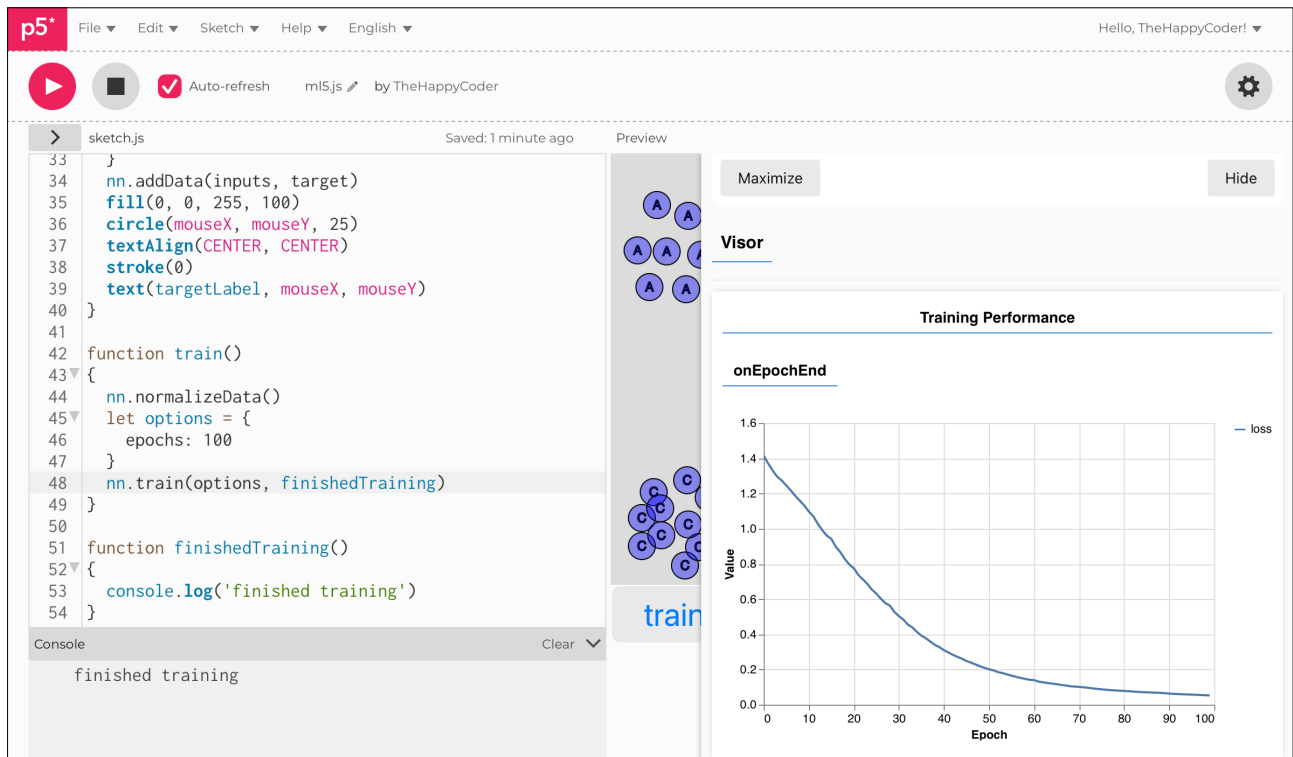 p5* File Edit Sketch Help English Hello, TheHappyCoder!
Auto-refresh ml5.js by TheHappyCoder
sketch.js Saved: 1 minute ago Preview
33   }
34   nn.addData(inputs, target)
35   fill(0, 0, 255, 100)
36   circle(mouseX, mouseY, 25)
37   textAlign(CENTER, CENTER)
38   stroke(0)
39   text(targetLabel, mouseX, mouseY)
40 }
41
42 function train()
43 {
44   nn.normalizeData()
45   let options = {
46     epochs: 100
47   }
48   nn.train(options, finishedTraining)
49 }
50
51 function finishedTraining()
52 {
53   console.log('finished training')
54 }
Console Clear
finished training
A
A
A A A
A A
C C
C
C C
C
C C
C
train
Maximize Hide
Visor
Training Performance
onEpochEnd
1.6
1.4
1.2
1.0
0.8
0.6
0.4
0.2
0.0
Value
0 10 20 30 40 50 60 70 80 90 100
Epoch
loss